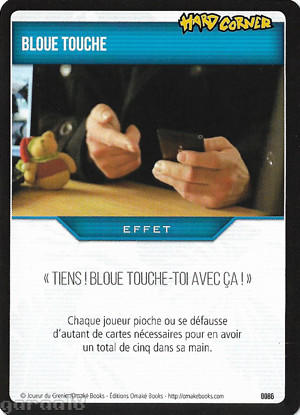 HARD CORNER
BLOUE TOUCHE
EFFET
« TIENS ! BLOUE TOUCHE-TOI AVEC ÇA ! »
Chaque joueur pioche ou se défausse
d'autant de cartes nécessaires pour en avoir
un total de cinq dans sa main.
© Joueur du Grenier/Omaké Books - Éditions Omaké Books - http://omakebooks.com/
0086